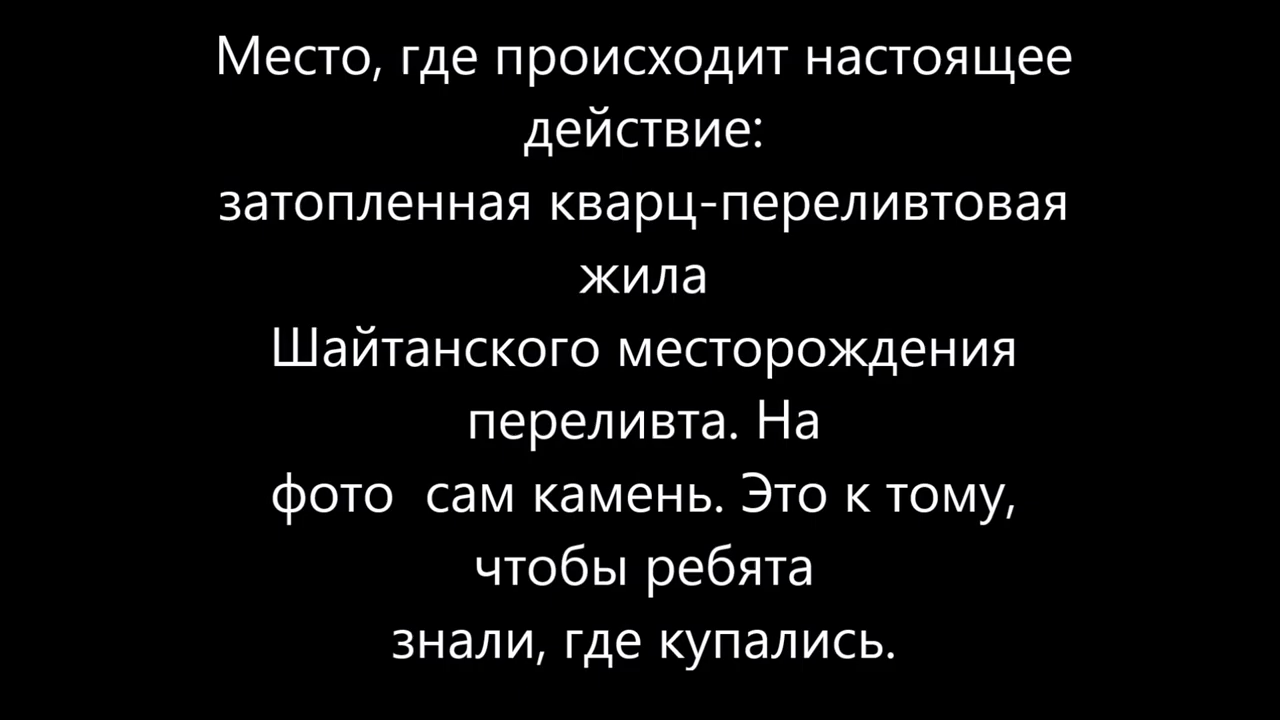 Место, где происходит настоящее
действие:
затопленная кварц-переливтовая
жила
Шайтанского месторождения
переливта. На
фото  сам камень. Это к тому,
чтобы ребята
знали, где купались.